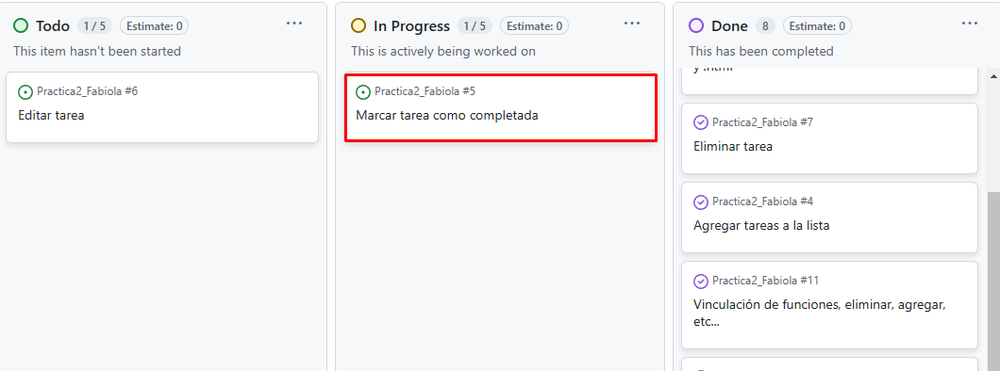 Todo 1 / 5 Estimate: 0
This item hasn't been started
Practica2_Fabiola #6
Editar tarea
In Progress 1 / 5 Estimate: 0
This is actively being worked on
Practica2_Fabiola #5
Marcar tarea como completada
Done 8 Estimate: 0
This has been completed
y .html
Practica2_Fabiola #7
Eliminar tarea
Practica2_Fabiola #4
Agregar tareas a la lista
Practica2_Fabiola #11
Vinculación de funciones, eliminar, agregar,
etc...